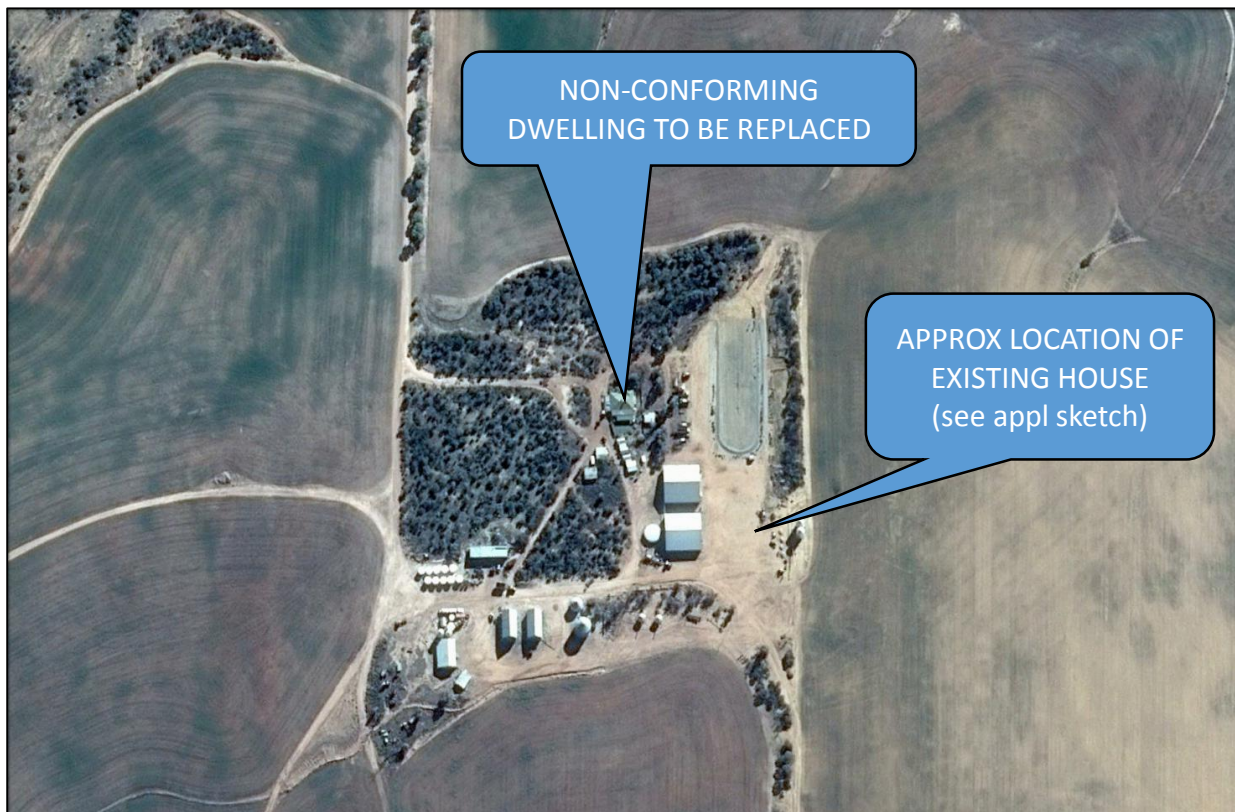 NON-CONFORMING
DWELLING TO BE REPLACED
APPROX LOCATION OF
EXISTING HOUSE
(see appl sketch)